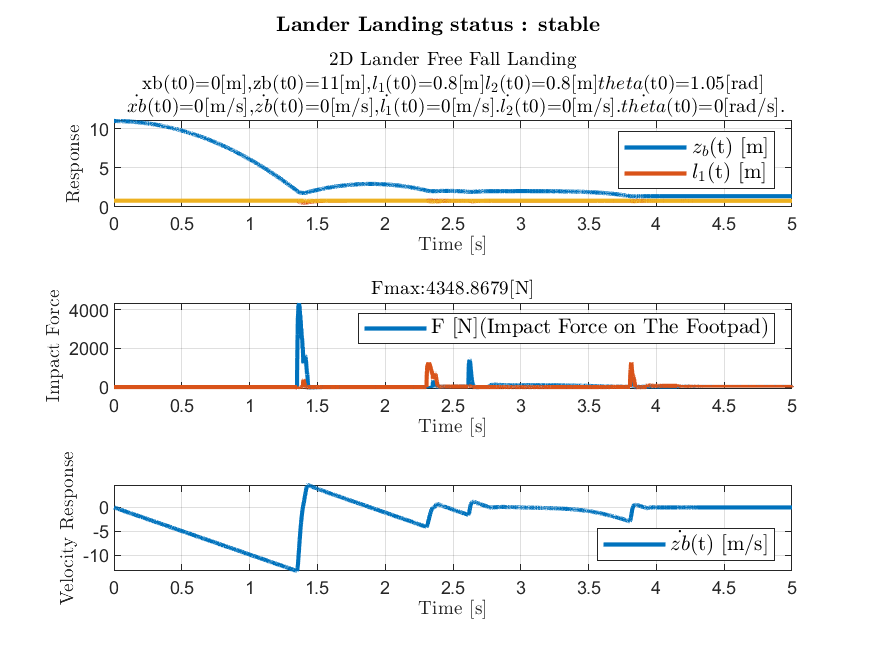 Lander Landing status : stable
2D Lander Free Fall Landing
xb(t0)=0[m],zb(t0)=11[m],l₁(t0)=0.8[m]l₂(t0)=0.8[m]theta(t0)=1.05[rad]
ẋb(t0)=0[m/s],żb(t0)=0[m/s],l̇₁(t0)=0[m/s].l̇₂(t0)=0[m/s].thėta(t0)=0[rad/s].
Response
10
5
0
z_b(t) [m]
l₁(t) [m]
0 0.5 1 1.5 2 2.5 3 3.5 4 4.5 5
Time [s]
Fmax:4348.8679[N]
Impact Force
4000
2000
0
F [N](Impact Force on The Footpad)
0 0.5 1 1.5 2 2.5 3 3.5 4 4.5 5
Time [s]
Velocity Response
0
-5
-10
żb(t) [m/s]
0 0.5 1 1.5 2 2.5 3 3.5 4 4.5 5
Time [s]